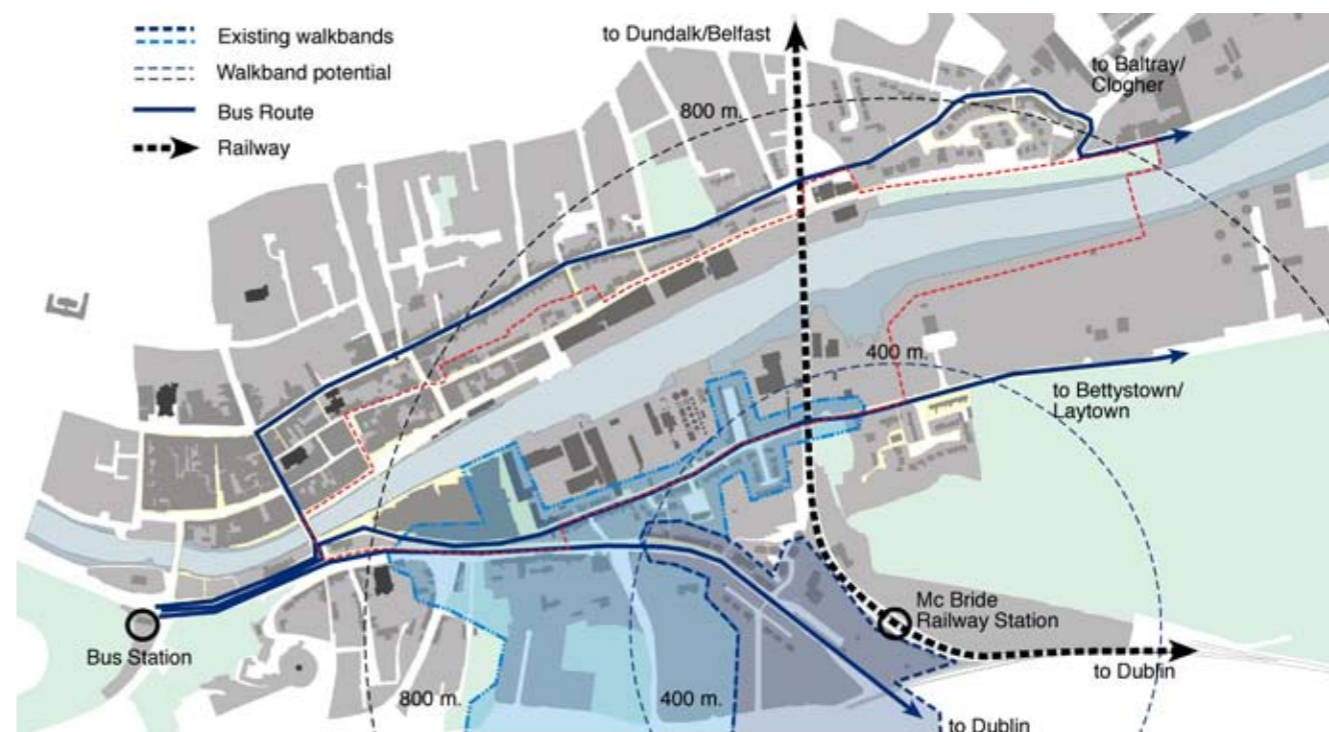 Existing walkbands
Walkband potential
Bus Route
Railway
to Dundalk/Belfast
to Baltray/
Clogher
800 m.
400 m.
to Bettystown/
Laytown
Mc Bride
Railway Station
Bus Station
to Dublin
800 m.
400 m.
to Dublin